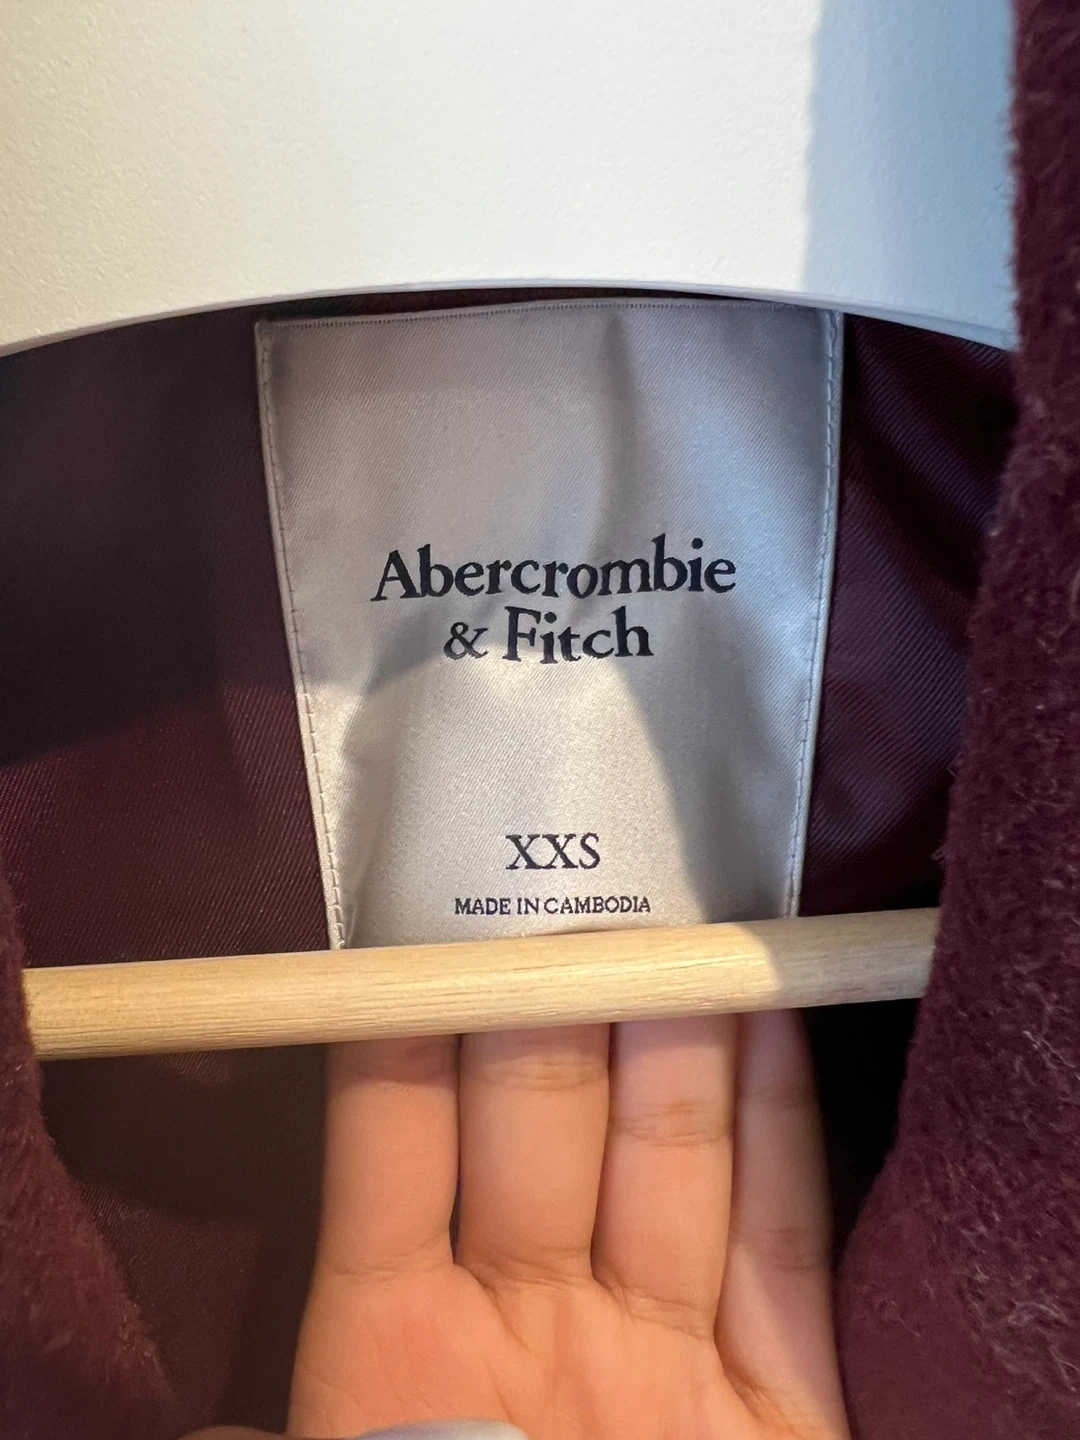 Abercrombie
& Fitch
XXS
MADE IN CAMBODIA